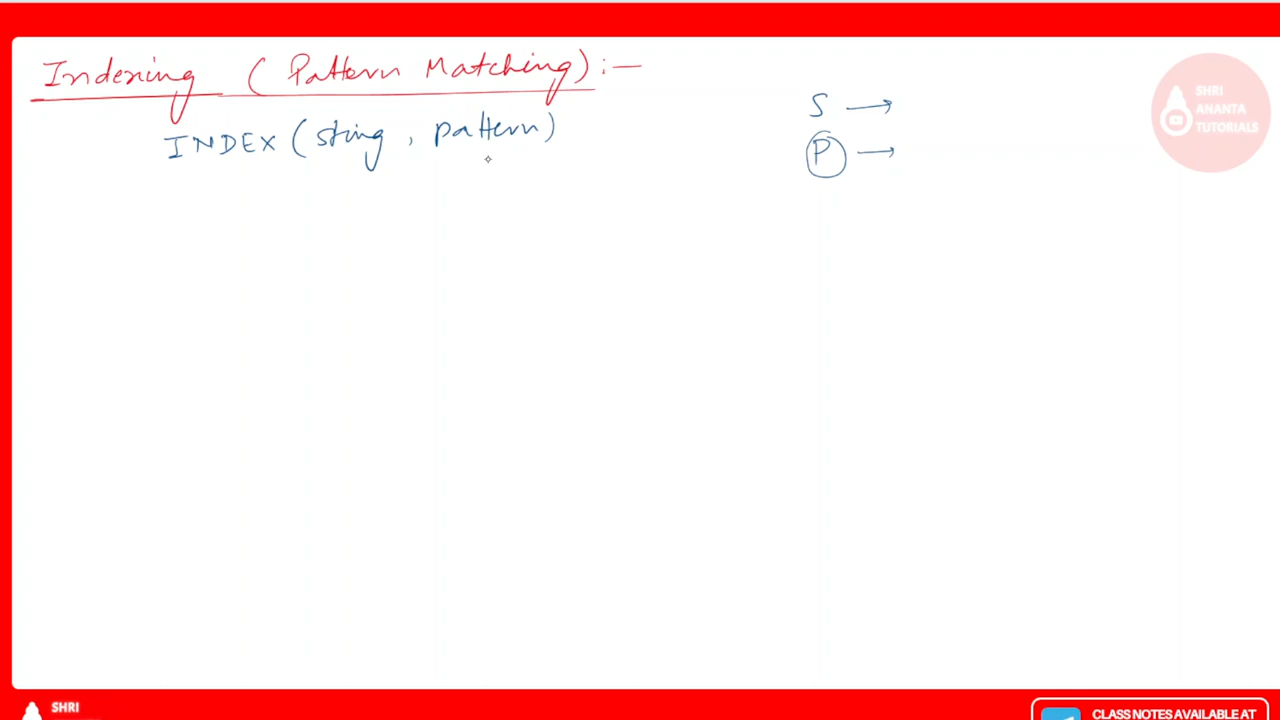 Indexing ( Pattern Matching) :—
INDEX ( string , pattern)
S →
P →
SHRI
ANANTA
TUTORIALS
SHRI
CLASS NOTES AVAILABLE AT